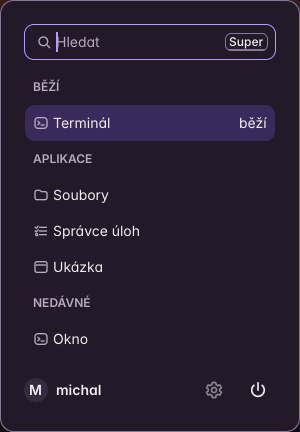 Hledat Super
BĚŽÍ
Terminál běží
APLIKACE
Soubory
Správce úloh
Ukázka
NEDÁVNÉ
Okno
M michal